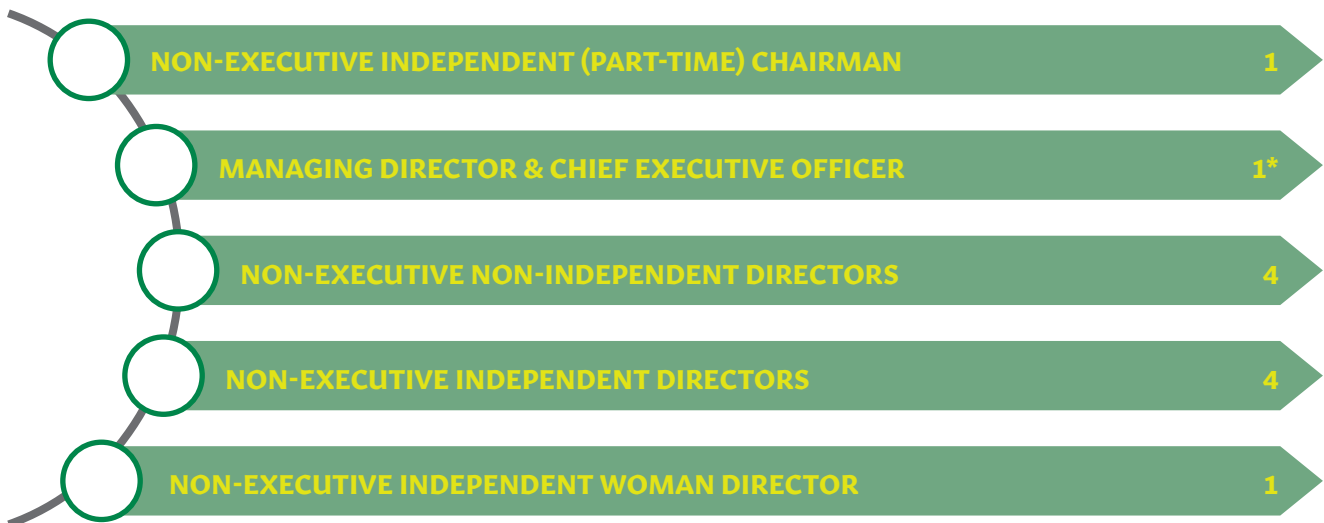 NON-EXECUTIVE INDEPENDENT (PART-TIME) CHAIRMAN 1
MANAGING DIRECTOR & CHIEF EXECUTIVE OFFICER 1*
NON-EXECUTIVE NON-INDEPENDENT DIRECTORS 4
NON-EXECUTIVE INDEPENDENT DIRECTORS 4
NON-EXECUTIVE INDEPENDENT WOMAN DIRECTOR 1